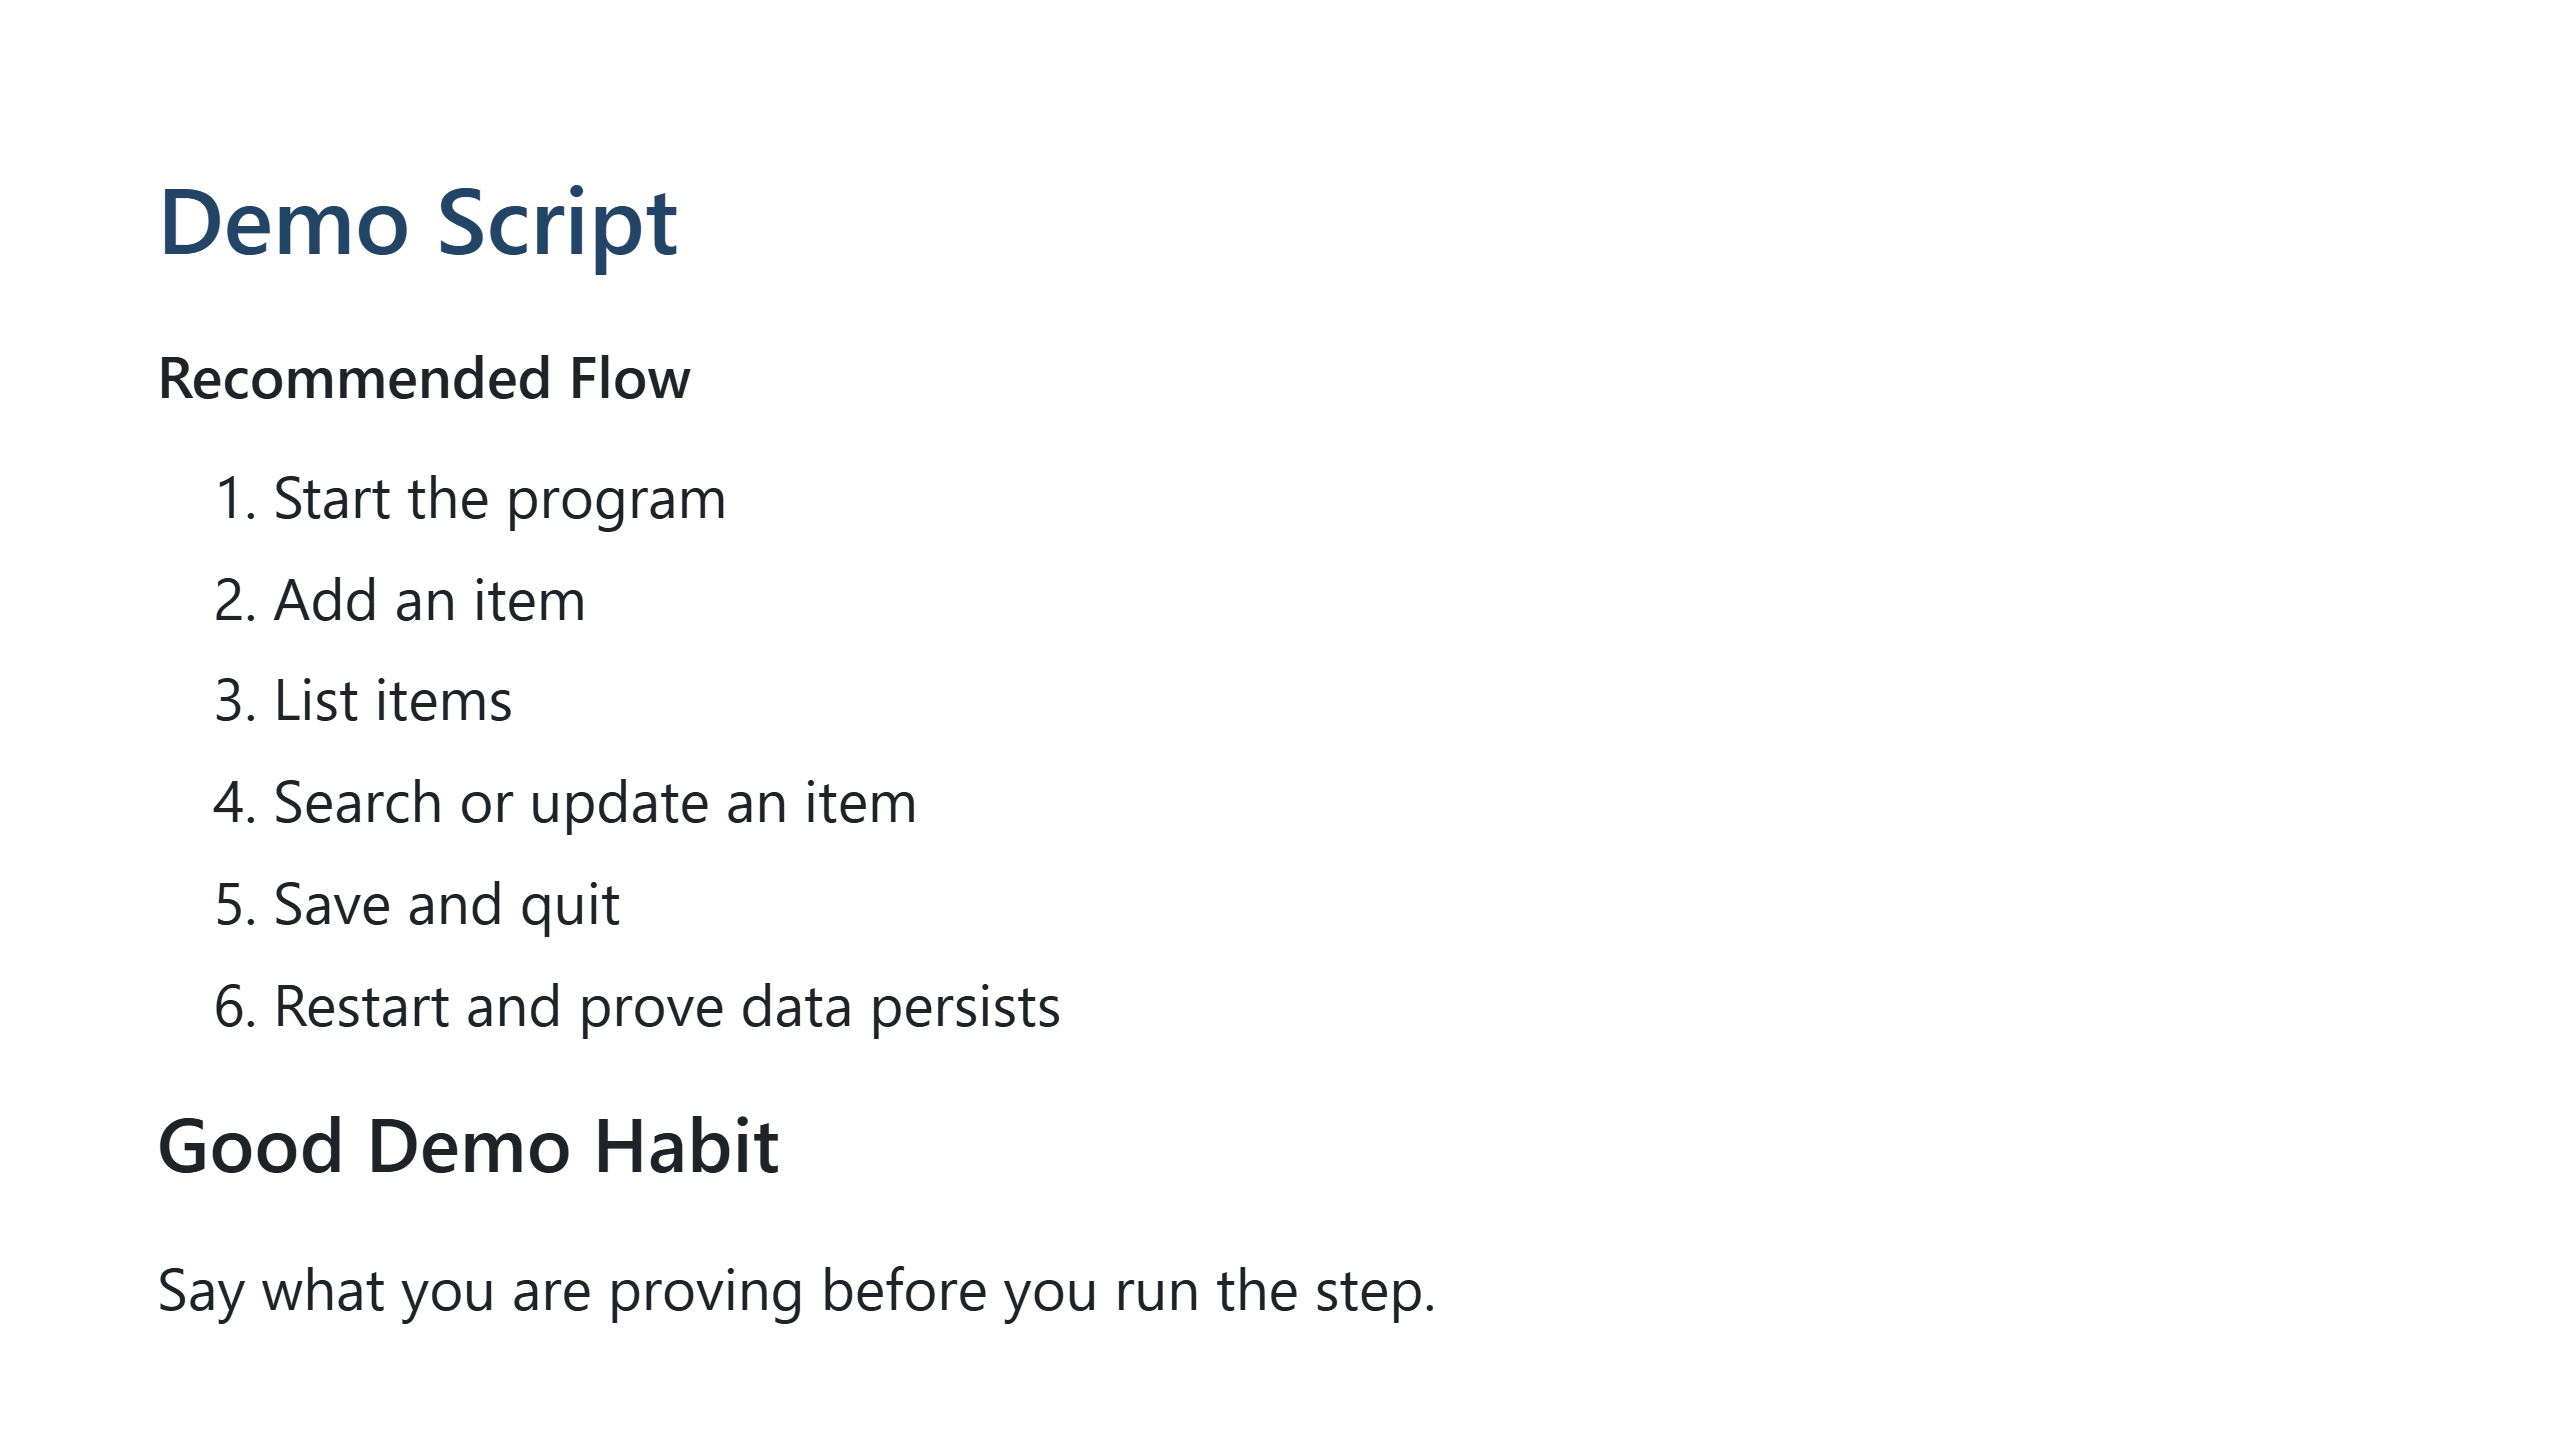 Demo Script
Recommended Flow
1. Start the program
2. Add an item
3. List items
4. Search or update an item
5. Save and quit
6. Restart and prove data persists
Good Demo Habit
Say what you are proving before you run the step.